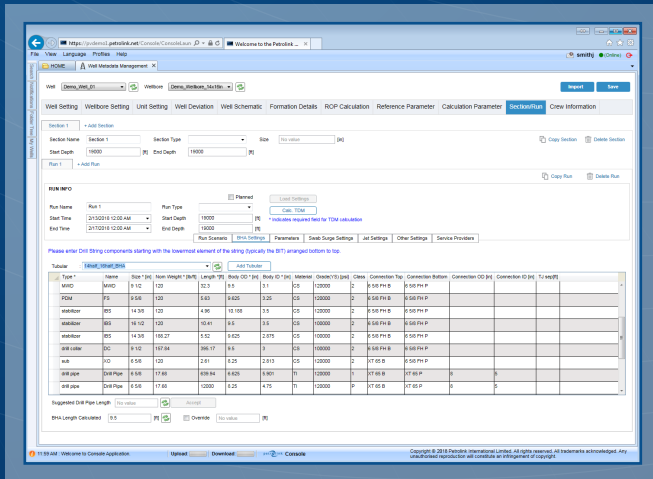 https://pvdemo1.petrolink.net/Console/ConsoleLaun
Welcome to the Petrolink ...
File View Language Profiles Help
smithj (Online)
HOME Well Metadata Management
Well Demo_Well_01 Wellbore Demo_Wellbore_14x16in Import Save
Well Setting Wellbore Setting Unit Setting Well Deviation Well Schematic Formation Details ROP Calculation Reference Parameter Calculation Parameter Section/Run Crew Information
Section 1 + Add Section
Section Name Section 1 Section Type Size No value [in] Copy Section Delete Section
Start Depth 19000 [ft] End Depth 19000 [ft]
Run 1 + Add Run
Copy Run Delete Run
RUN INFO
Planned Load Settings
Run Name Run 1 Run Type Calc. TDM
Start Time 2/13/2018 12:00 AM Start Depth 19000 [ft] * Indicates required field for TDM calculation
End Time 2/17/2018 12:00 AM End Depth 19000 [ft]
Run Scenario BHA Settings Parameters Swab Surge Settings Jet Settings Other Settings Service Providers
Please enter Drill String components starting with the lowermost element of the string (typically the BIT) arranged bottom to top
Tubular 14half_16half_BHA Add Tubular
Type * Name Size * [in] Nom Weight * [lb/ft] Length *[ft] Body OD * [in] Body ID * [in] Material Grade(YS) [psi] Class Connection Top Connection Bottom Connection OD [in] Connection ID [in] TJ sep[ft]
MWD MWD 9 1/2 120 32.3 9.5 3.1 CS 120000 2 6 5/8 FH B 6 5/8 FH P
PDM FS 9 5/8 120 5.83 9.625 3.25 CS 120000 2 6 5/8 FH B 6 5/8 FH P
stabilizer IBS 14 3/8 120 4.96 10.188 3.5 CS 120000 2 6 5/8 FH B 6 5/8 FH P
stabilizer IBS 16 1/2 120 10.41 9.5 3.5 CS 100000 2 6 5/8 FH B 6 5/8 FH P
stabilizer IBS 14 3/8 186.27 5.52 9.625 2.875 CS 100000 2 6 5/8 FH B 6 5/8 FH P
drill collar DC 9 1/2 157.84 395.17 9.5 3 CS 120000 2 6 5/8 FH B 6 5/8 FH P
sub XO 6 5/8 120 2.61 8.25 2.813 CS 120000 2 XT 65 B 6 5/8 FH P
drill pipe Drill Pipe 6 5/8 17.66 639.94 6.625 5.901 TI 120000 1 XT 65 B XT 65 P 8 5
drill pipe Drill Pipe 6 5/8 17.66 12000 8.25 4.75 TI 120000 P XT 65 B XT 65 P 8 5
Suggested Drill Pipe Length No value Accept
BHA Length Calculated 9.5 [ft] Override No value [ft]
11:59 AM : Welcome to Console Application. Upload Download Console
Copyright © 2018 Petrolink International Limited. All rights reserved. All trademarks acknowledged. Any
unauthorised reproduction will constitute an infringement of copyright